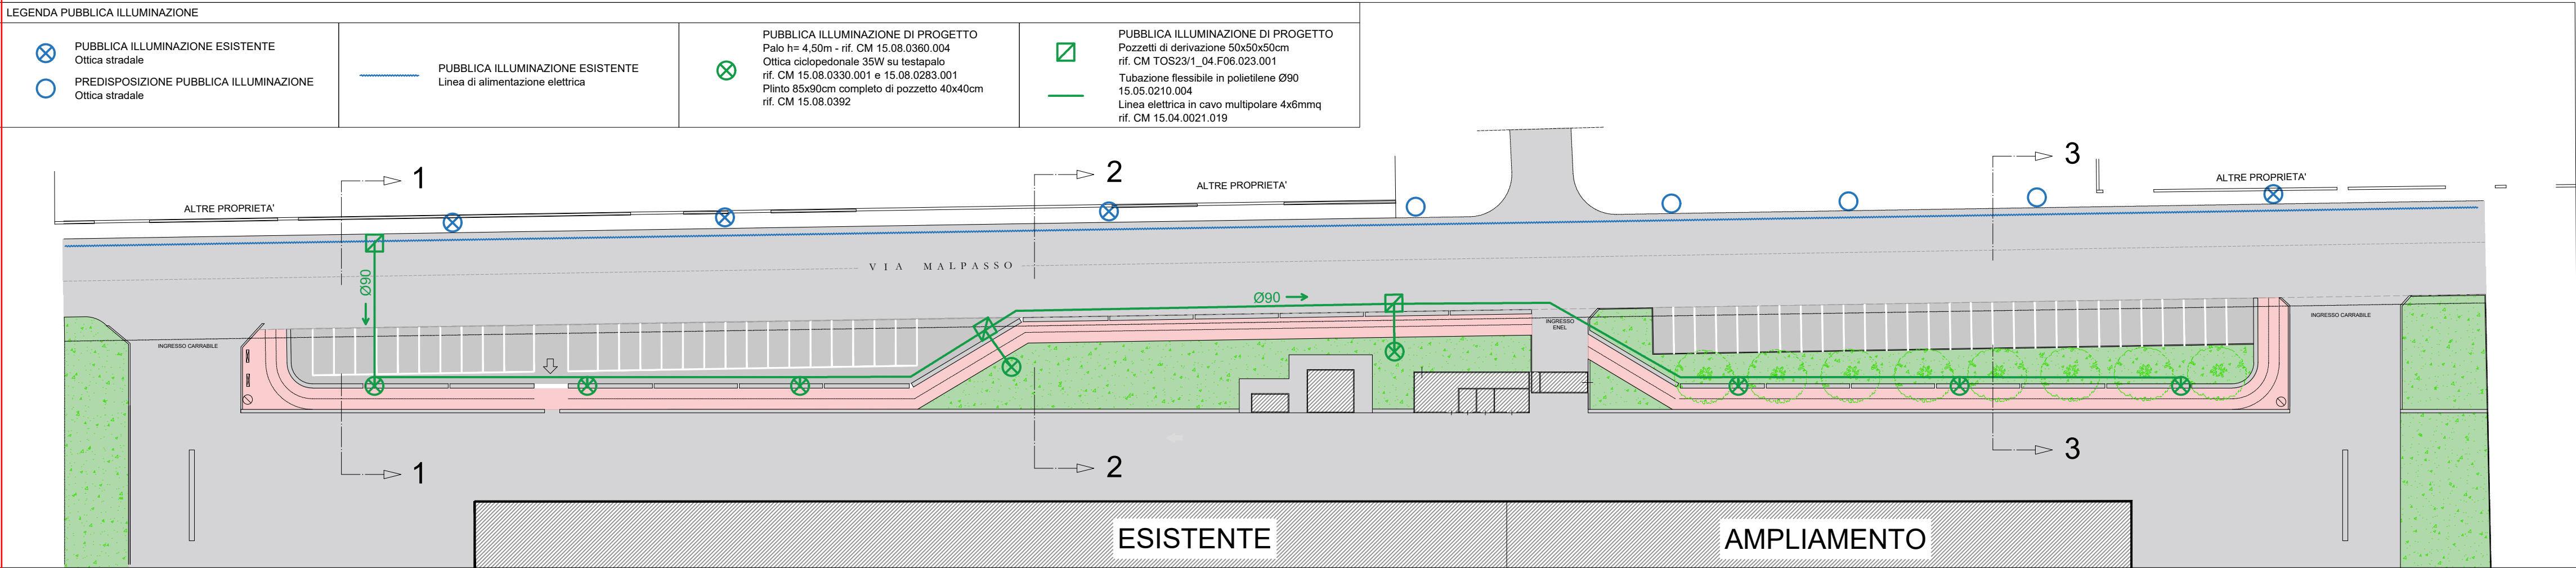 LEGENDA PUBBLICA ILLUMINAZIONE
PUBBLICA ILLUMINAZIONE ESISTENTE
Ottica stradale
PREDISPOSIZIONE PUBBLICA ILLUMINAZIONE
Ottica stradale
PUBBLICA ILLUMINAZIONE ESISTENTE
Linea di alimentazione elettrica
PUBBLICA ILLUMINAZIONE DI PROGETTO
Palo h= 4,50m - rif. CM 15.08.0360.004
Ottica ciclopedonale 35W su testapalo
rif. CM 15.08.0330.001 e 15.08.0283.001
Plinto 85x90cm completo di pozzetto 40x40cm
rif. CM 15.08.0392
PUBBLICA ILLUMINAZIONE DI PROGETTO
Pozzetti di derivazione 50x50x50cm
rif. CM TOS23/1_04.F06.023.001
Tubazione flessibile in polietilene Ø90
15.05.0210.004
Linea elettrica in cavo multipolare 4x6mmq
rif. CM 15.04.0021.019
1
2
3
ALTRE PROPRIETA'
ALTRE PROPRIETA'
ALTRE PROPRIETA'
VIA MALPASSO
Ø90
Ø90
INGRESSO CARRABILE
INGRESSO
ENEL
INGRESSO CARRABILE
1
2
3
ESISTENTE
AMPLIAMENTO